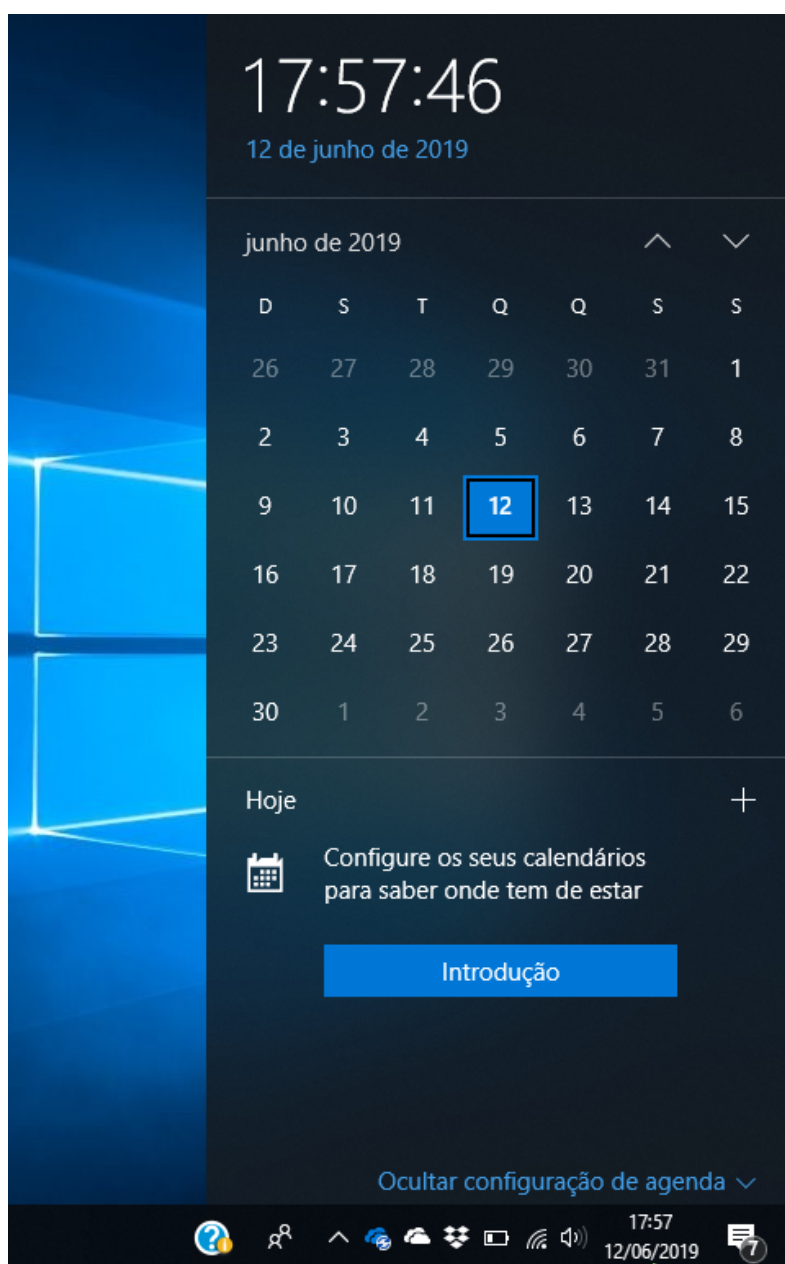 17:57:46
12 de junho de 2019
junho de 2019
D S T Q Q S S
26 27 28 29 30 31 1
2 3 4 5 6 7 8
9 10 11 12 13 14 15
16 17 18 19 20 21 22
23 24 25 26 27 28 29
30 1 2 3 4 5 6
Hoje
Configure os seus calendários
para saber onde tem de estar
Introdução
Ocultar configuração de agenda
17:57
12/06/2019
7